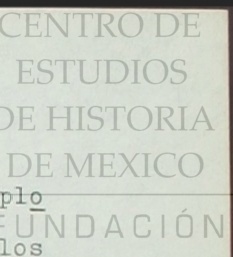 CENTRO DE
ESTUDIOS
DE HISTORIA
DE MEXICO
plo
FUNDACIÓN
los